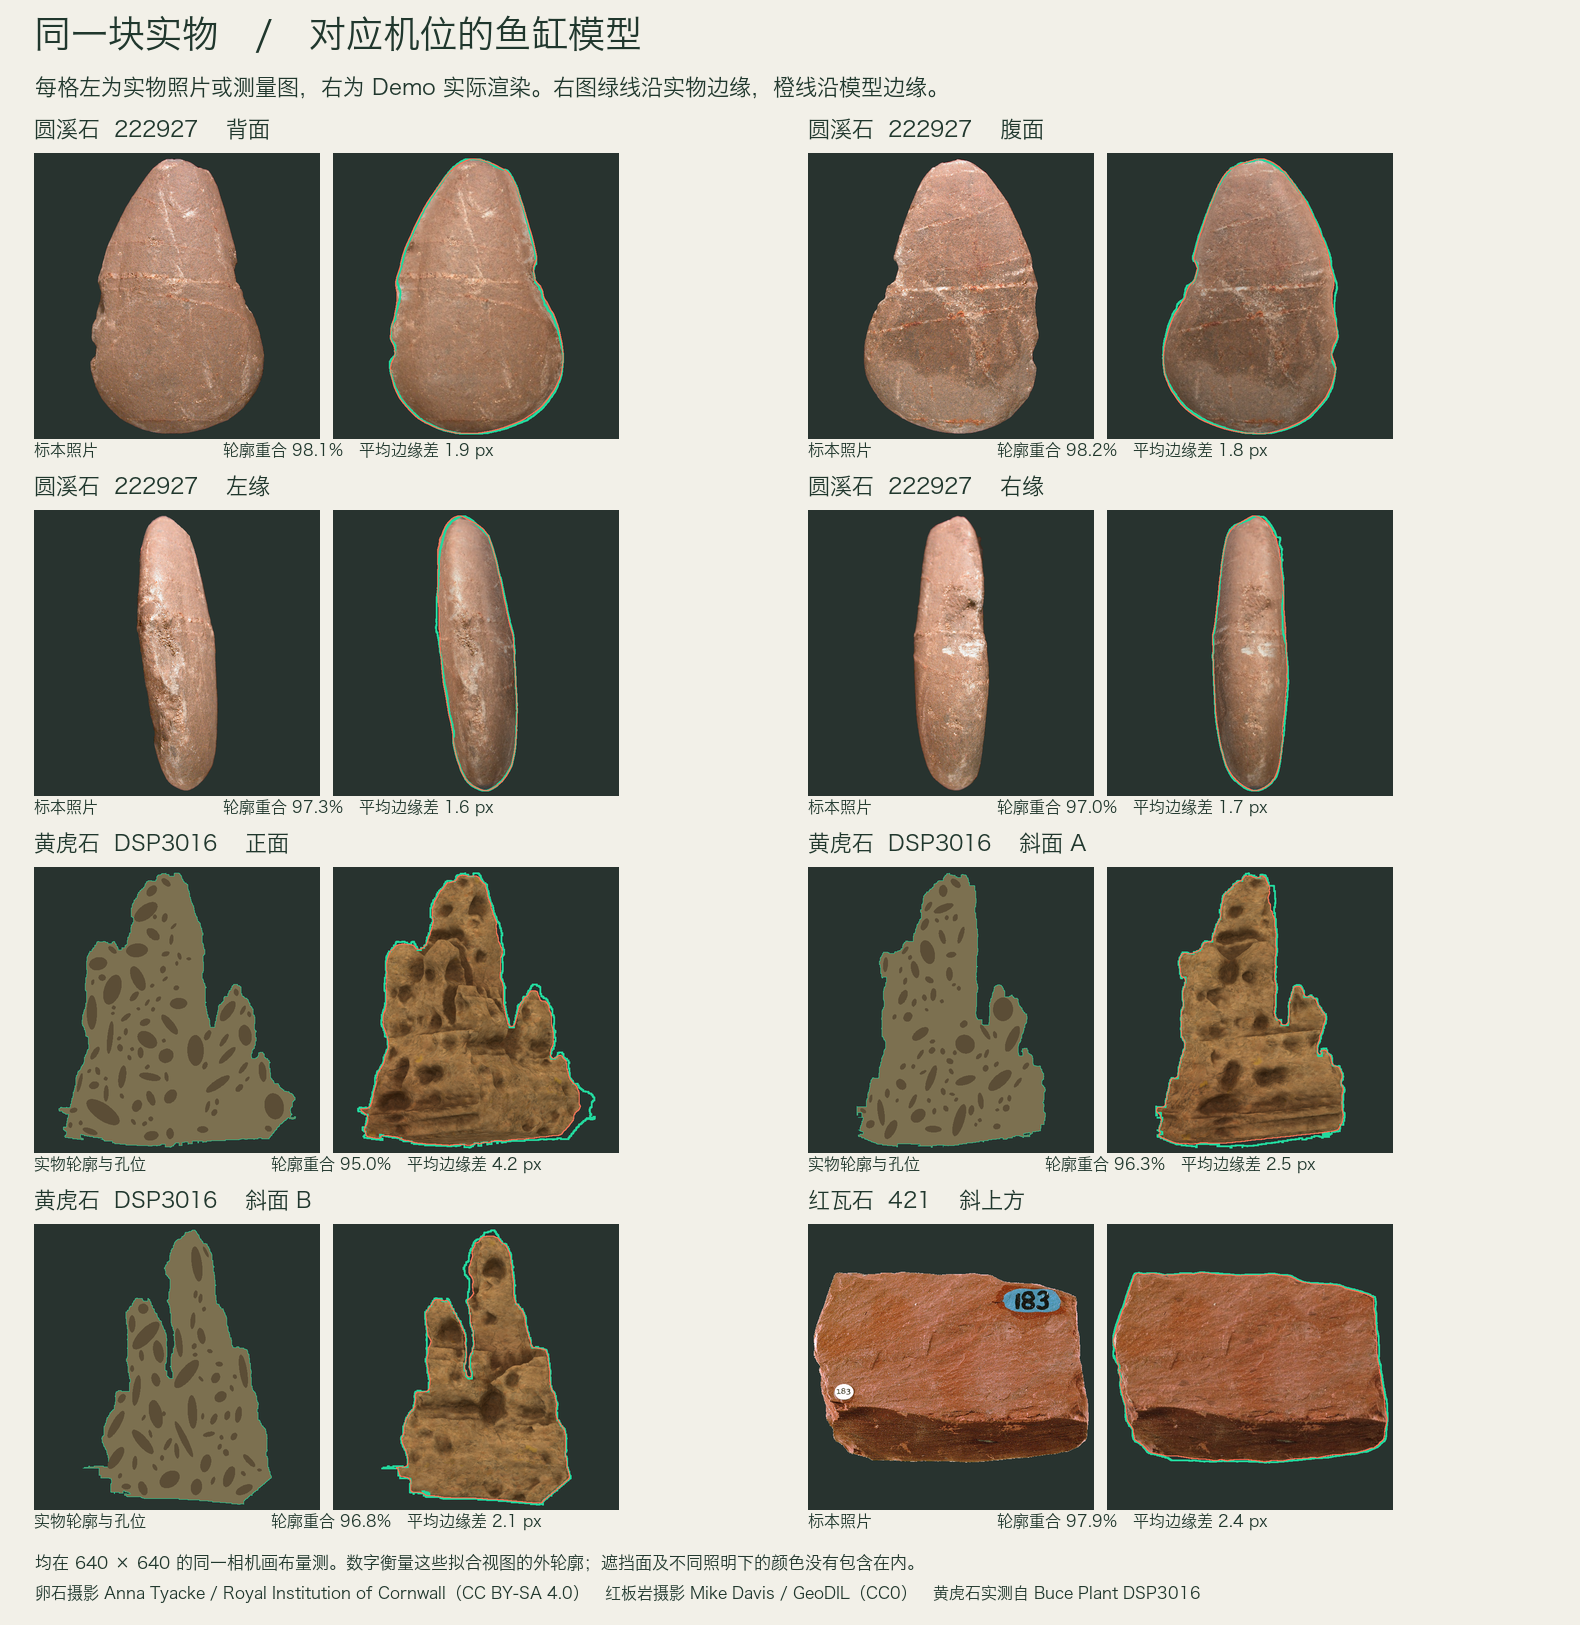 同一块实物 / 对应机位的鱼缸模型
每格左为实物照片或测量图，右为 Demo 实际渲染。右图绿线沿实物边缘，橙线沿模型边缘。
圆溪石 222927 背面
标本照片 轮廓重合 98.1% 平均边缘差 1.9 px
圆溪石 222927 腹面
标本照片 轮廓重合 98.2% 平均边缘差 1.8 px
圆溪石 222927 左缘
标本照片 轮廓重合 97.3% 平均边缘差 1.6 px
圆溪石 222927 右缘
标本照片 轮廓重合 97.0% 平均边缘差 1.7 px
黄虎石 DSP3016 正面
实物轮廓与孔位 轮廓重合 95.0% 平均边缘差 4.2 px
黄虎石 DSP3016 斜面 A
实物轮廓与孔位 轮廓重合 96.3% 平均边缘差 2.5 px
黄虎石 DSP3016 斜面 B
实物轮廓与孔位 轮廓重合 96.8% 平均边缘差 2.1 px
红瓦石 421 斜上方
183
183
标本照片 轮廓重合 97.9% 平均边缘差 2.4 px
均在 640 × 640 的同一相机画布量测。数字衡量这些拟合视图的外轮廓；遮挡面及不同照明下的颜色没有包含在内。
卵石摄影 Anna Tyacke / Royal Institution of Cornwall（CC BY-SA 4.0） 红板岩摄影 Mike Davis / GeoDIL（CC0） 黄虎石实测自 Buce Plant DSP3016